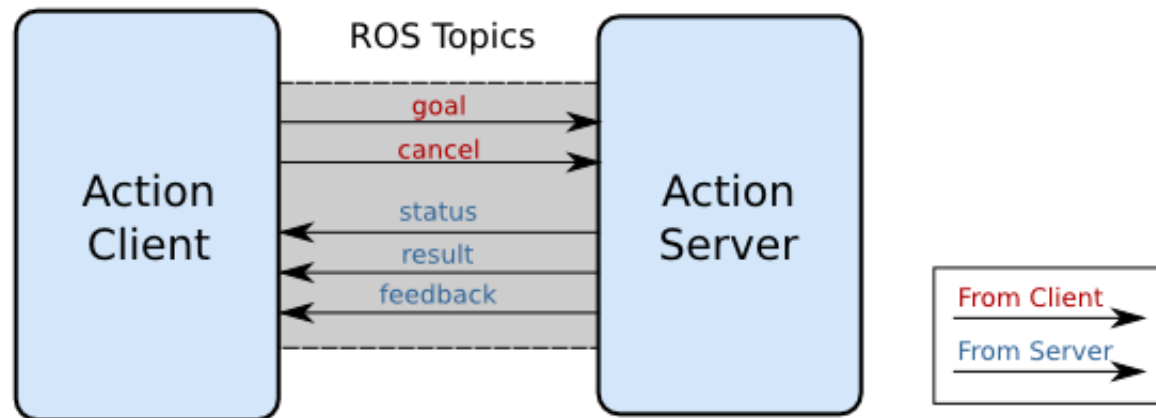 ROS Topics
Action
Client
goal
cancel
status
result
feedback
Action
Server
From Client
From Server